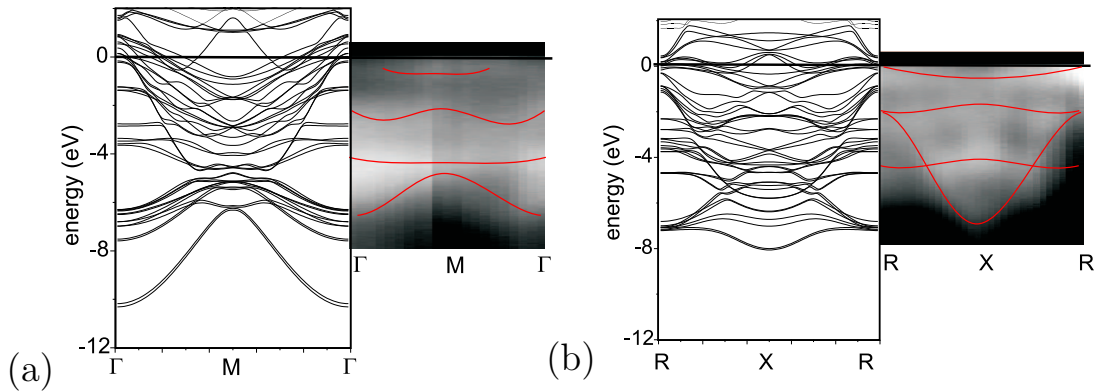 0
-4
-8
-12
energy (eV)
Γ M Γ
Γ M Γ
(a)
0
-4
-8
-12
energy (eV)
R X R
R X R
(b)